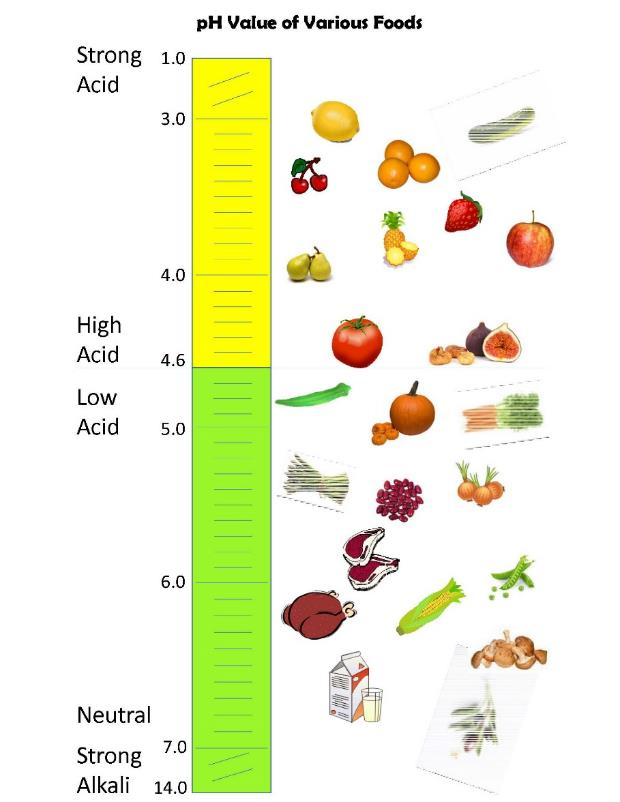 pH Value of Various Foods
Strong
Acid
1.0
3.0
4.0
High
Acid
4.6
Low
Acid
5.0
6.0
Neutral
7.0
Strong
Alkali
14.0